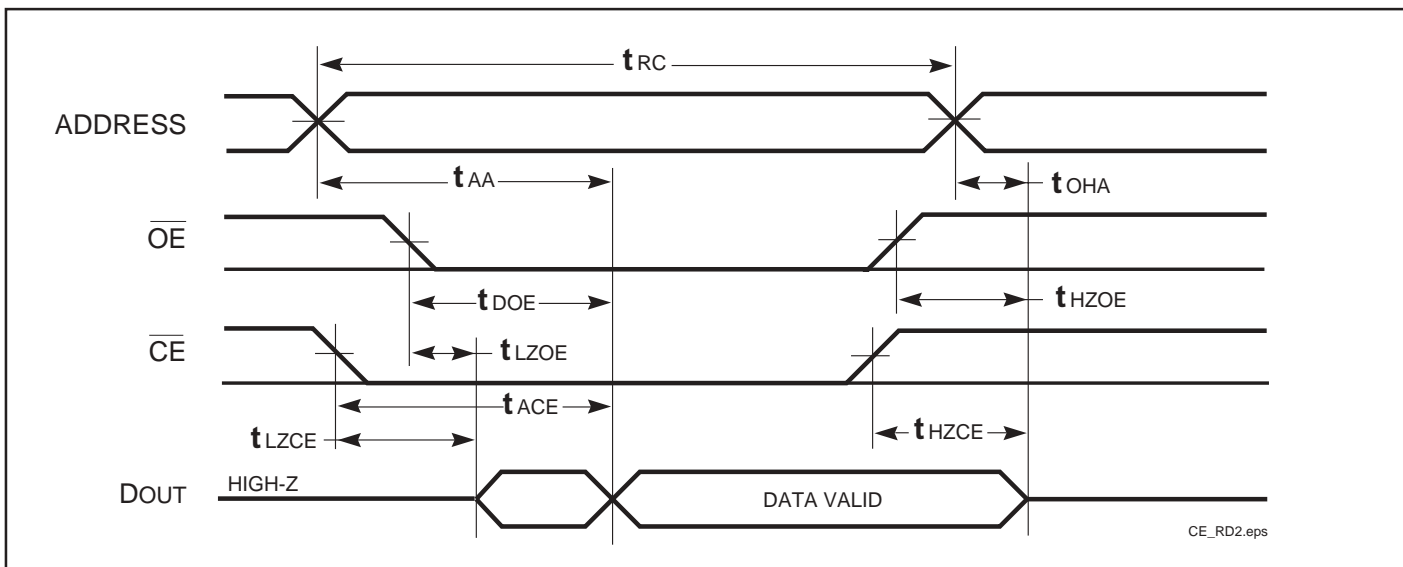 tRC
ADDRESS
tAA
tOHA
OE
tDOE
tHZOE
CE
tLZOE
tACE
tLZCE
tHZCE
DOUT
HIGH-Z
DATA VALID
CE_RD2.eps